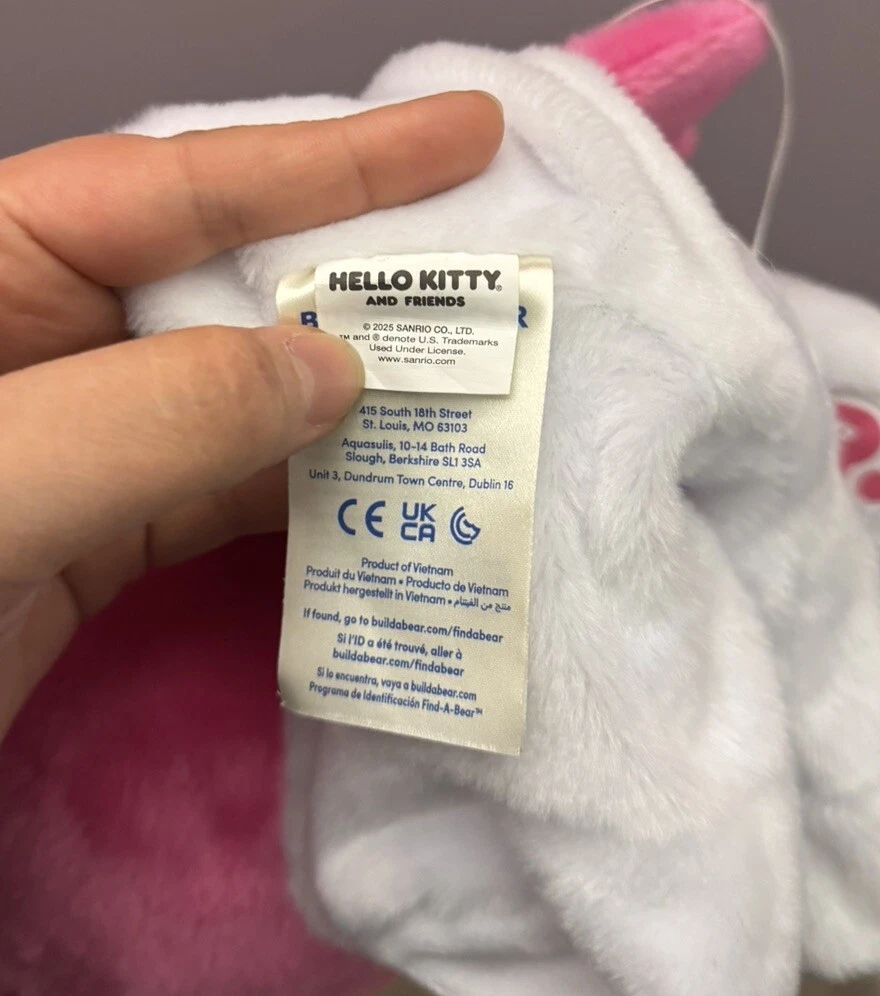 HELLO KITTY®
AND FRIENDS
B R
© 2025 SANRIO CO., LTD.
™ and ® denote U.S. Trademarks
Used Under License.
www.sanrio.com
415 South 18th Street
St. Louis, MO 63103
Aquasulis, 10-14 Bath Road
Slough, Berkshire SL1 3SA
Unit 3, Dundrum Town Centre, Dublin 16
CE UK
CA
Product of Vietnam
Produit du Vietnam • Producto de Vietnam
Produkt hergestellt in Vietnam • منتج من الفيتنام
If found, go to buildabear.com/findabear
Si l'ID a été trouvé, aller à
buildabear.com/findabear
Si lo encuentra, vaya a buildabear.com
Programa de Identificación Find-A-Bear™